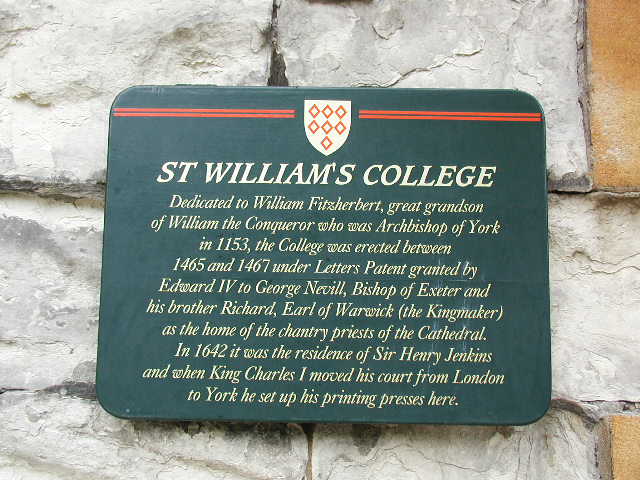 ST WILLIAM'S COLLEGE
Dedicated to William Fitzherbert, great grandson
of William the Conqueror who was Archbishop of York
in 1153, the College was erected between
1465 and 1467 under Letters Patent granted by
Edward IV to George Nevill, Bishop of Exeter and
his brother Richard, Earl of Warwick (the Kingmaker)
as the home of the chantry priests of the Cathedral.
In 1642 it was the residence of Sir Henry Jenkins
and when King Charles I moved his court from London
to York he set up his printing presses here.